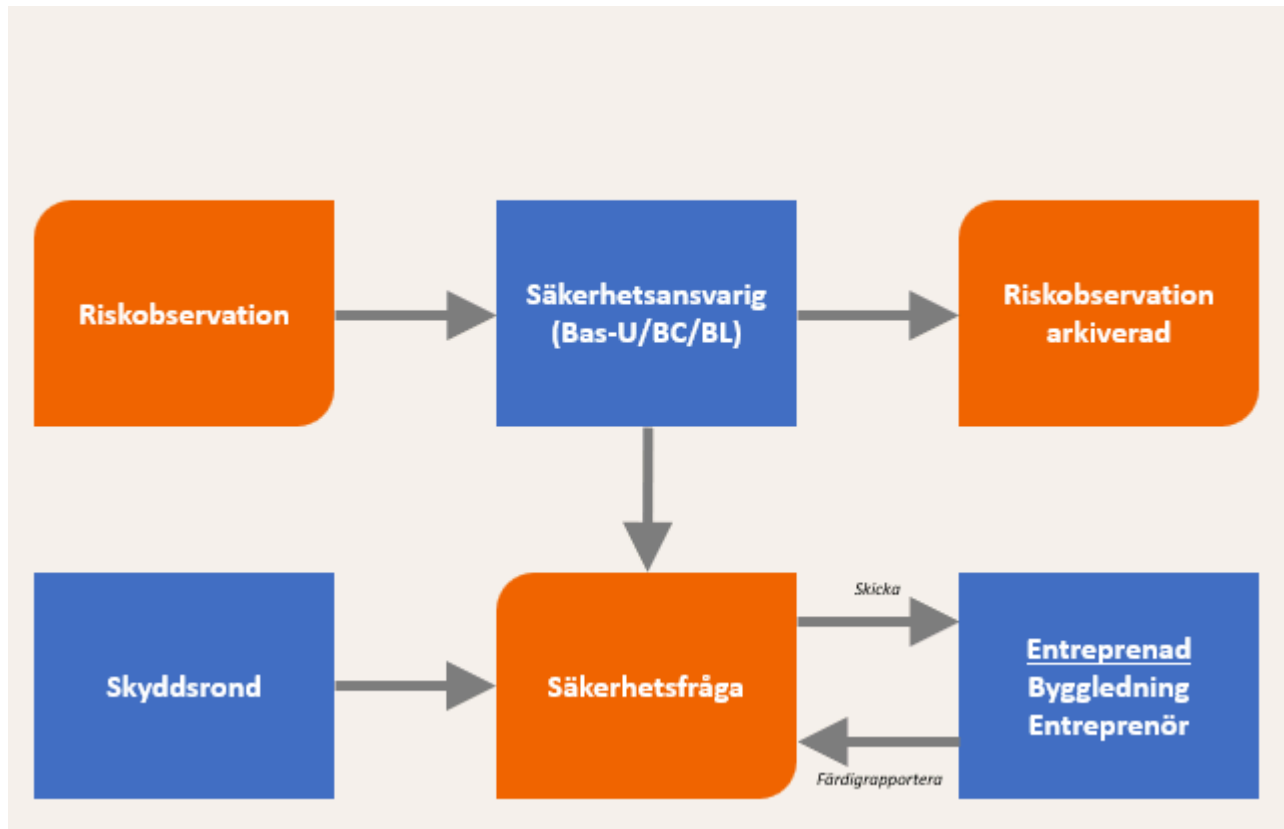 Riskobservation
Säkerhetsansvarig
(Bas-U/BC/BL)
Riskobservation
arkiverad
Skyddsrond
Säkerhetsfråga
Skicka
Färdigrapportera
Entreprenad
Byggledning
Entreprenör